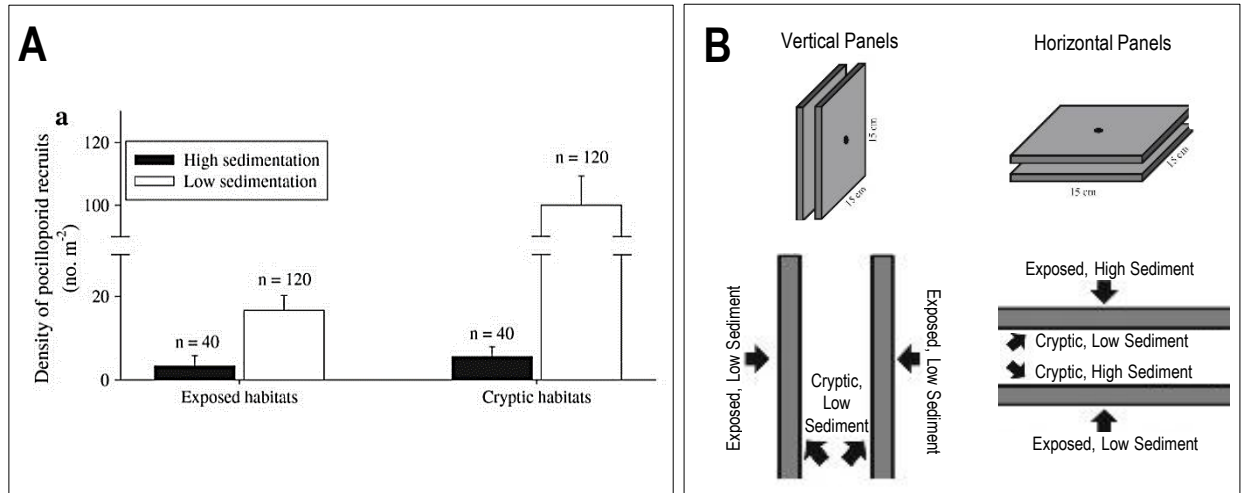 A
a
Density of pocilloporid recruits
(no. m-2)
120
100
20
0
High sedimentation
Low sedimentation
n = 40
n = 120
n = 40
n = 120
Exposed habitats
Cryptic habitats
B
Vertical Panels
Horizontal Panels
15 cm
15 cm
15 cm
15 cm
Exposed, Low Sediment
Cryptic,
Low
Sediment
Exposed, Low Sediment
Exposed, High Sediment
Cryptic, Low Sediment
Cryptic, High Sediment
Exposed, Low Sediment